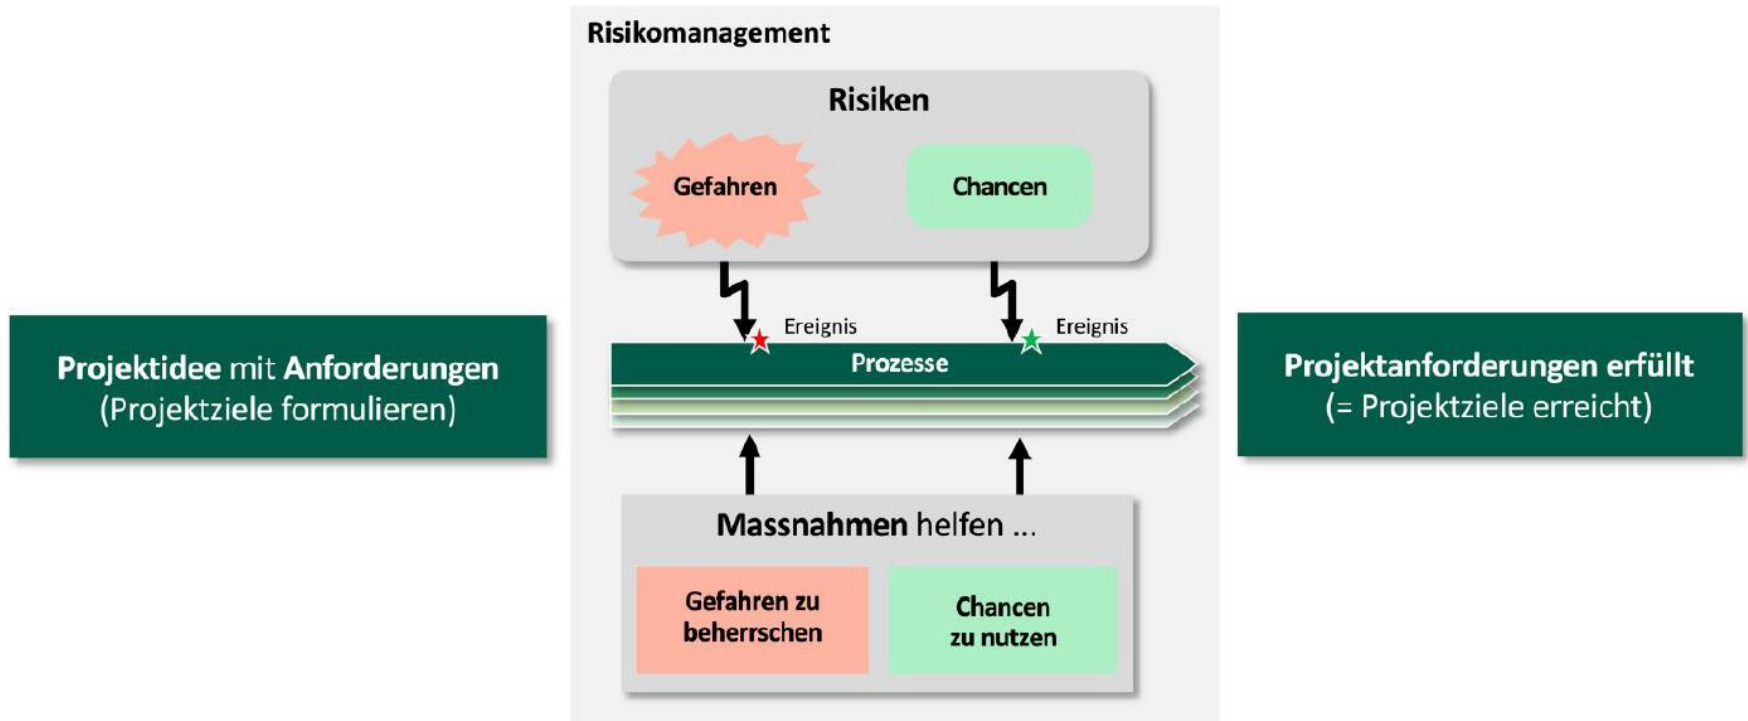 Risikomanagement
Risiken
Gefahren
Chancen
Ereignis
Ereignis
Prozesse
Projektidee mit Anforderungen
(Projektziele formulieren)
Projektanforderungen erfüllt
(= Projektziele erreicht)
Massnahmen helfen ...
Gefahren zu
beherrschen
Chancen
zu nutzen